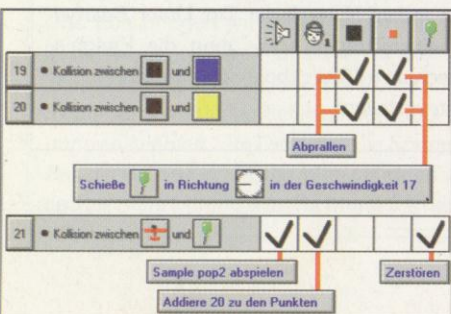 1
19 • Kollision zwischen und
20 • Kollision zwischen und
Abprallen
Schieße in Richtung in der Geschwindigkeit 17
21 • Kollision zwischen und
Sample pop2 abspielen
Zerstören
Addiere 20 zu den Punkten